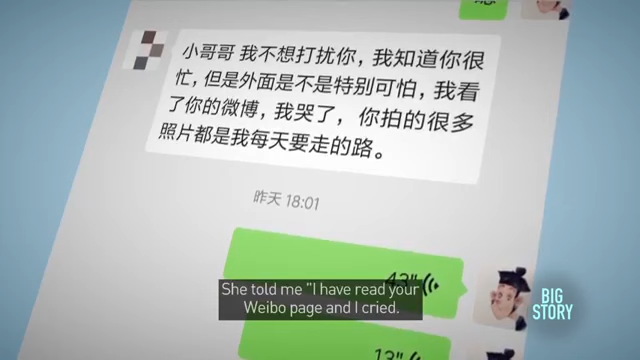 小哥哥 我不想打扰你，我知道你很
忙，但是外面是不是特别可怕，我看
了你的微博，我哭了，你拍的很多
照片都是我每天要走的路。
昨天 18:01
43"
She told me "I have read your
Weibo page and I cried.
13"
BIG
STORY